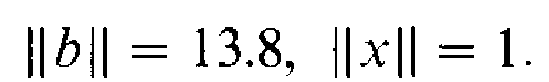 ||b|| = 13.8, ||x|| = 1.